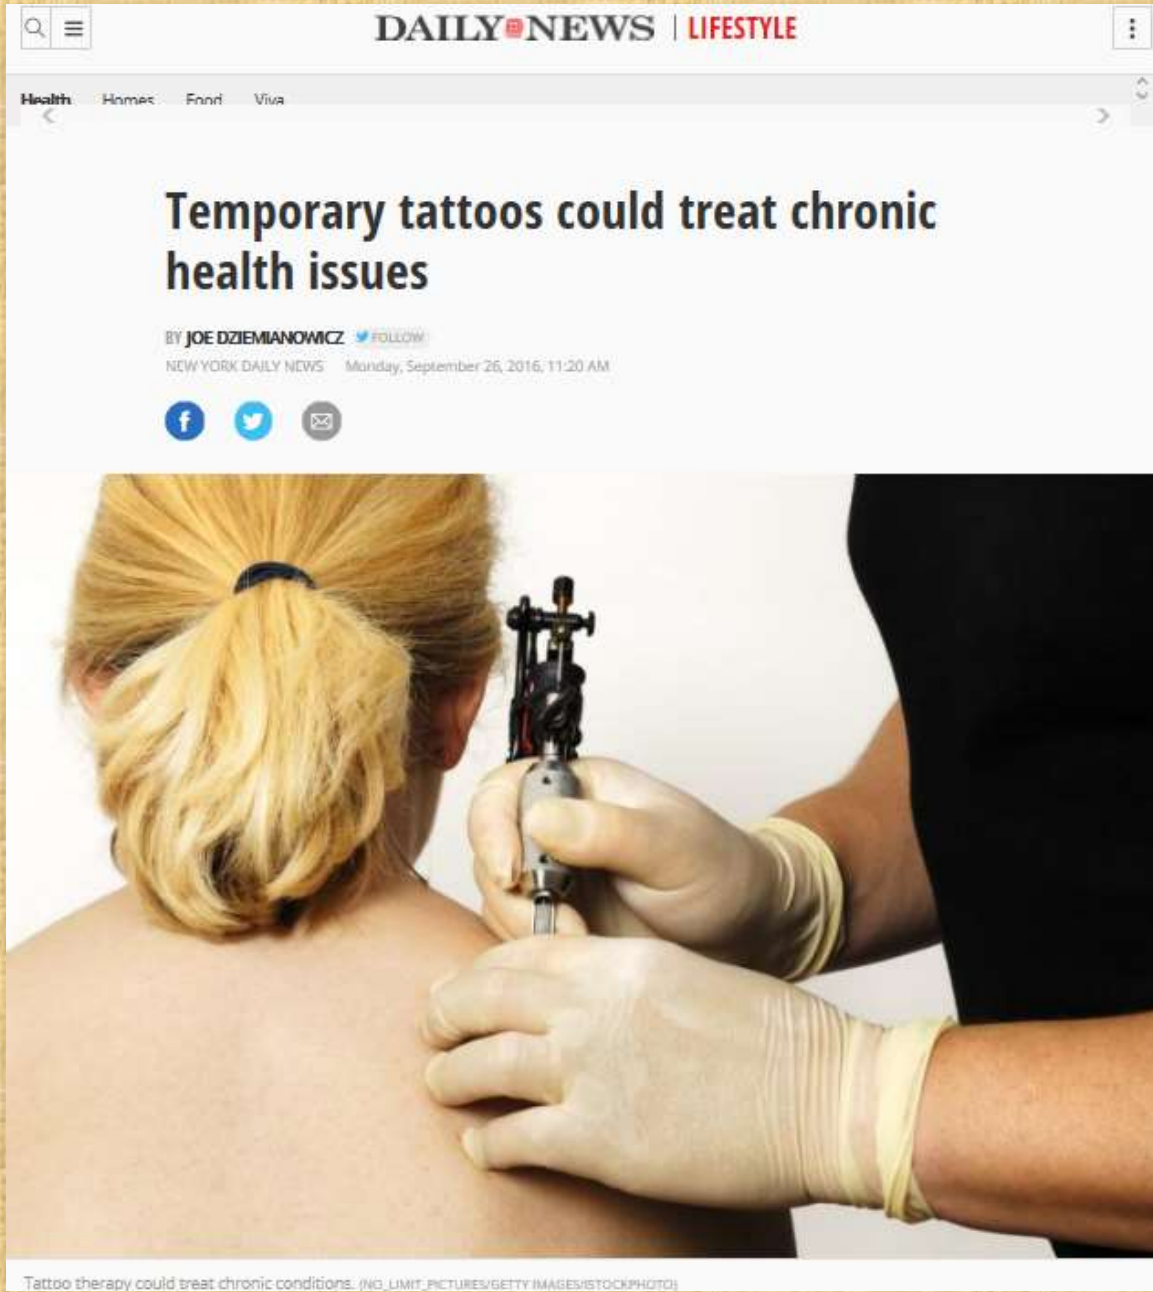 DAILY NEWS | LIFESTYLE
Health Homes Food Viva
Temporary tattoos could treat chronic
health issues
BY JOE DZIEMIANOWICZ FOLLOW
NEW YORK DAILY NEWS Monday, September 26, 2016, 11:20 AM
Tattoo therapy could treat chronic conditions. (NO_LIMIT_PICTURES/GETTY IMAGES/ISTOCKPHOTO)